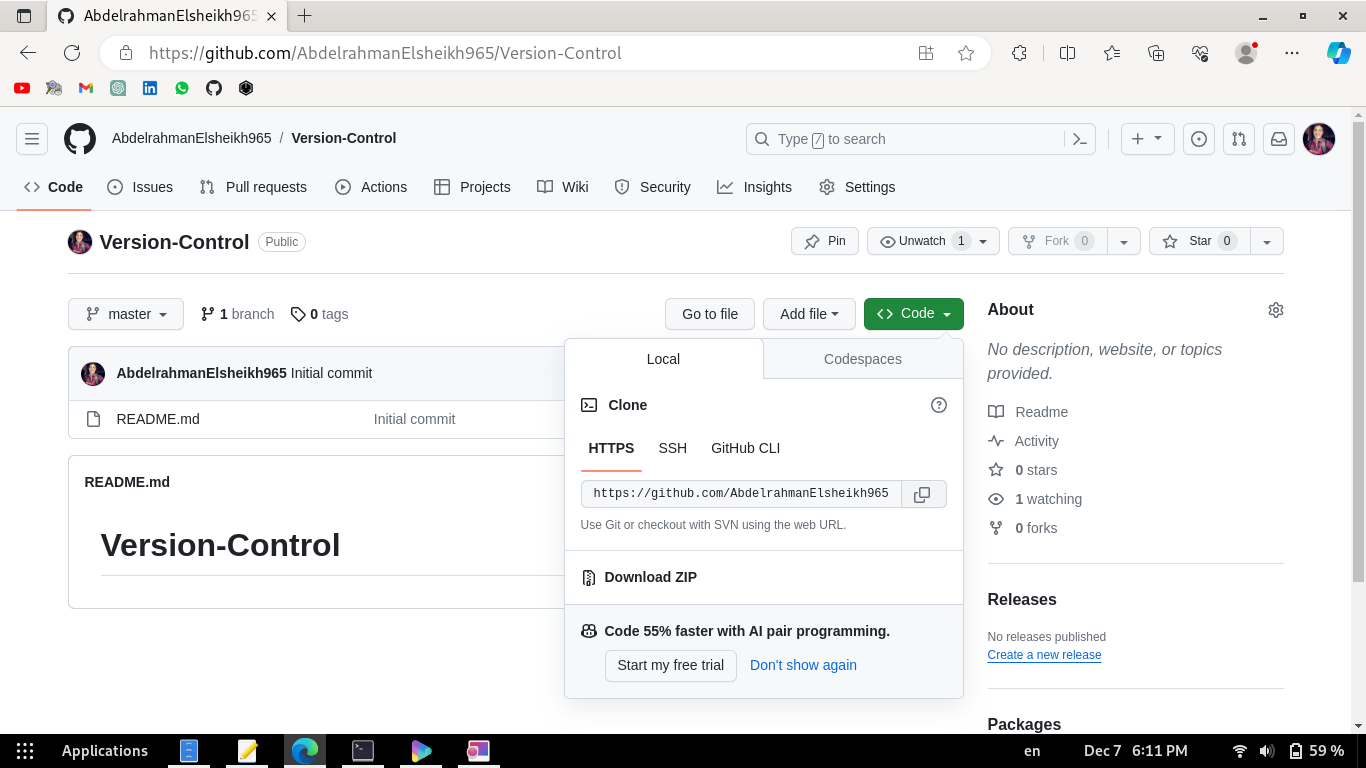 AbdelrahmanElsheikh965
https://github.com/AbdelrahmanElsheikh965/Version-Control
AbdelrahmanElsheikh965 / Version-Control
Type / to search
Code
Issues
Pull requests
Actions
Projects
Wiki
Security
Insights
Settings
Version-Control Public
Pin
Unwatch 1
Fork 0
Star 0
master
1 branch
0 tags
Go to file
Add file
Code
AbdelrahmanElsheikh965 Initial commit
README.md Initial commit
README.md
Version-Control
Local
Codespaces
Clone
HTTPS
SSH
GitHub CLI
https://github.com/AbdelrahmanElsheikh965
Use Git or checkout with SVN using the web URL.
Download ZIP
Code 55% faster with AI pair programming.
Start my free trial
Don't show again
About
No description, website, or topics
provided.
Readme
Activity
0 stars
1 watching
0 forks
Releases
No releases published
Create a new release
Packages
Applications
en
Dec 7 6:11 PM
59 %